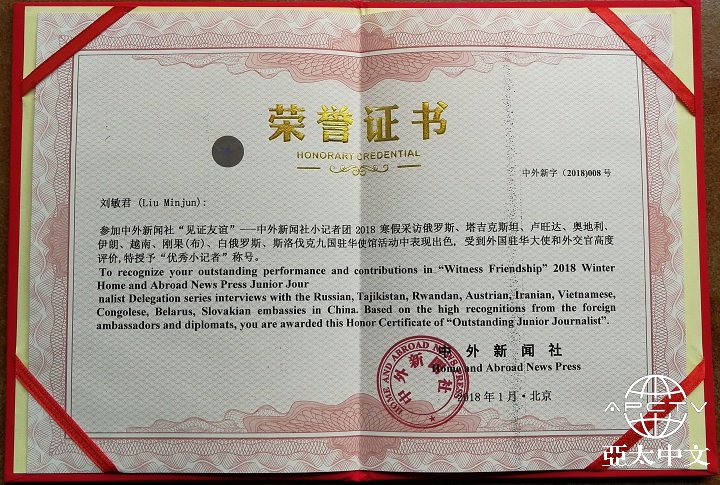 荣誉证书
HONORARY CREDENTIAL
中外新字（2018)008号
刘敏君 (Liu Minjun):
参加中外新闻社“见证友谊”——中外新闻社小记者团2018寒假采访俄罗斯、塔吉克斯坦、卢旺达、奥地利、
伊朗、越南、刚果(布)、白俄罗斯、斯洛伐克九国驻华使馆活动中表现出色，受到外国驻华大使和外交官高度
评价,特授予“优秀小记者”称号。
To recognize your outstanding performance and contributions in “Witness Friendship” 2018 Winter
Home and Abroad News Press Junior Jour
nalist Delegation series interviews with the Russian, Tajikistan, Rwandan, Austrian, Iranian, Vietnamese,
Congolese, Belarus, Slovakian embassies in China. Based on the high recognitions from the foreign
ambassadors and diplomats, you are awarded this Honor Certificate of “Outstanding Junior Journalist”.
中外新闻社
Home and Abroad News Press
2018年1月·北京
HOME AND ABROAD NEWS PRESS
中外新闻社
APTV
亞太中文